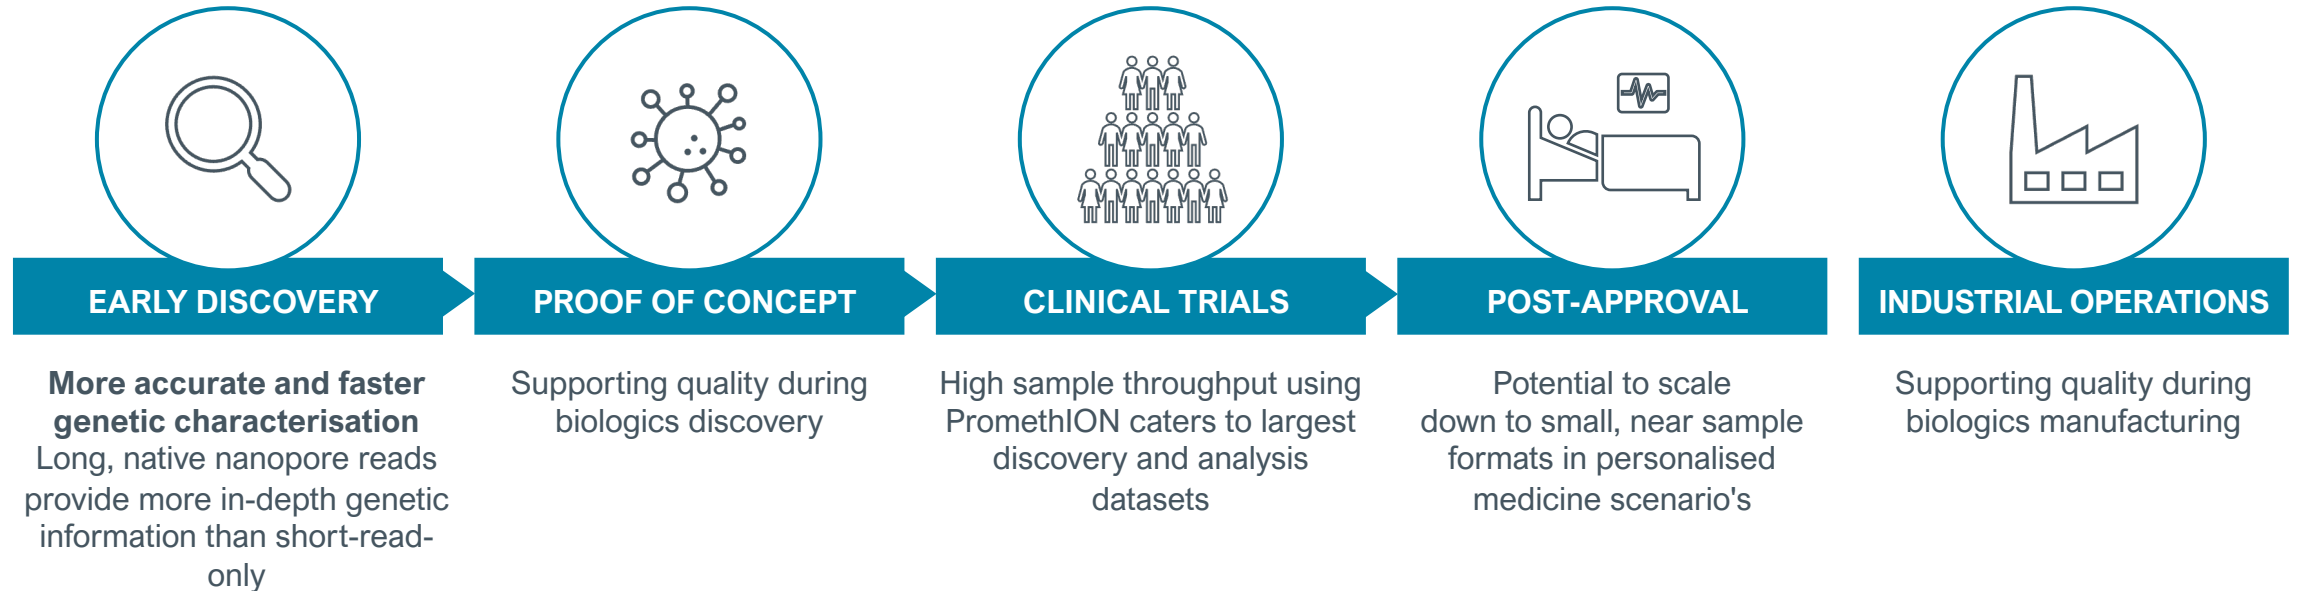 EARLY DISCOVERY
More accurate and faster
genetic characterisation
Long, native nanopore reads
provide more in-depth genetic
information than short-read-
only
PROOF OF CONCEPT
Supporting quality during
biologics discovery
CLINICAL TRIALS
High sample throughput using
PromethION caters to largest
discovery and analysis
datasets
POST-APPROVAL
Potential to scale
down to small, near sample
formats in personalised
medicine scenario's
INDUSTRIAL OPERATIONS
Supporting quality during
biologics manufacturing